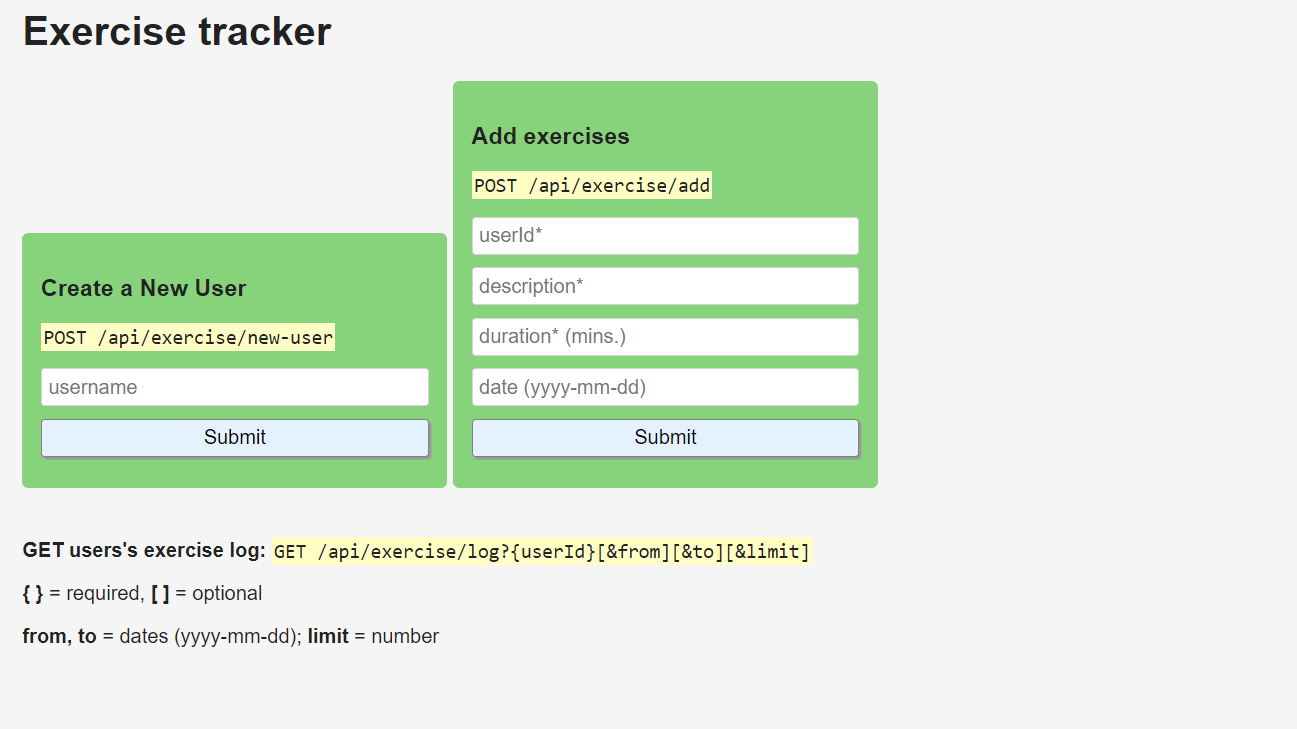 Exercise tracker
Create a New User
POST /api/exercise/new-user
username
Submit
Add exercises
POST /api/exercise/add
userId*
description*
duration* (mins.)
date (yyyy-mm-dd)
Submit
GET users's exercise log: GET /api/exercise/log?{userId}[&from][&to][&limit]
{ } = required, [ ] = optional
from, to = dates (yyyy-mm-dd); limit = number